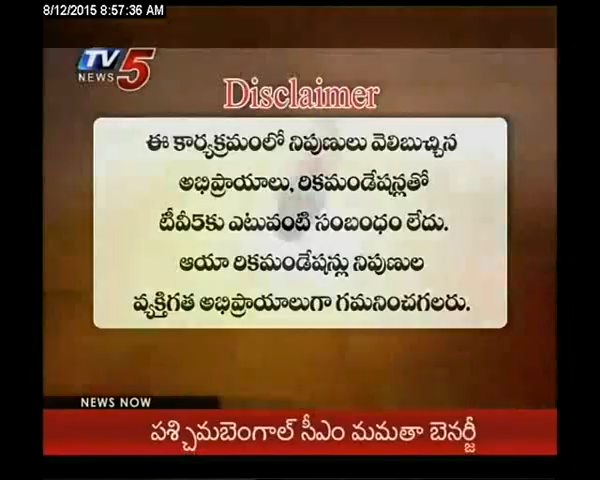 8/12/2015 8:57:36 AM
TV5
NEWS
Disclaimer
ఈ కార్యక్రమంలో నిపుణులు వెలిబుచ్చిన
అభిప్రాయాలు, రికమండేషన్లతో
టీవీ5కు ఎటువంటి సంబంధం లేదు.
ఆయా రికమండేషన్లు నిపుణుల
వ్యక్తిగత అభిప్రాయాలుగా గమనించగలరు.
NEWS NOW
పశ్చిమబెంగాల్ సీఎం మమతా బెనర్జీ